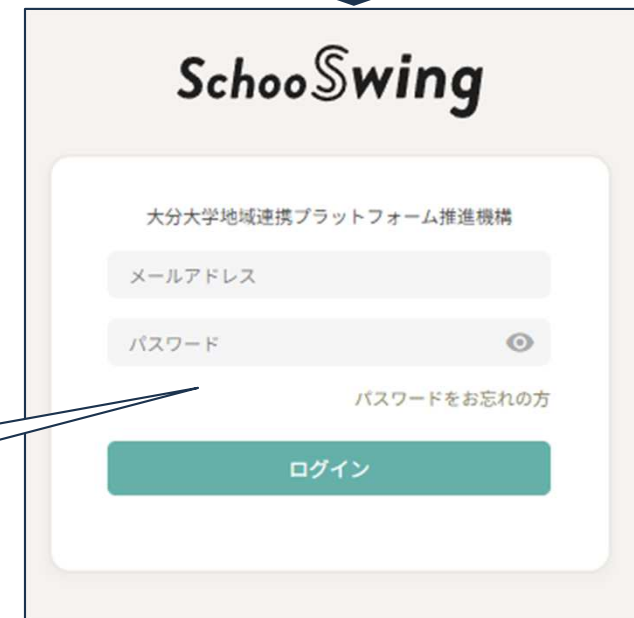 SchooSwing
大分大学地域連携プラットフォーム推進機構
メールアドレス
パスワード
パスワードをお忘れの方
ログイン